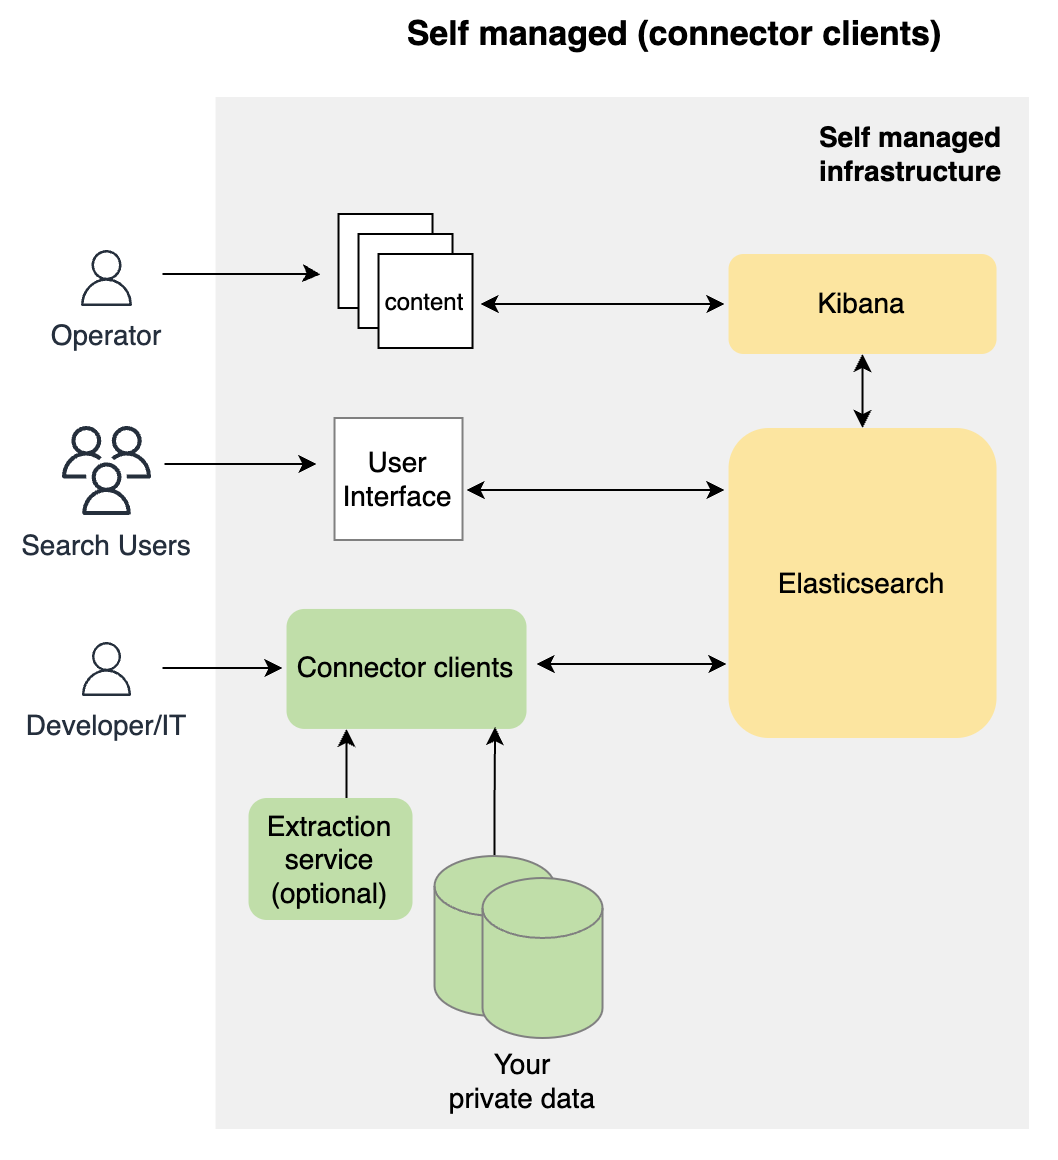 Self managed (connector clients)
Self managed
infrastructure
content
Kibana
Operator
User
Interface
Search Users
Elasticsearch
Connector clients
Developer/IT
Extraction
service
(optional)
Your
private data